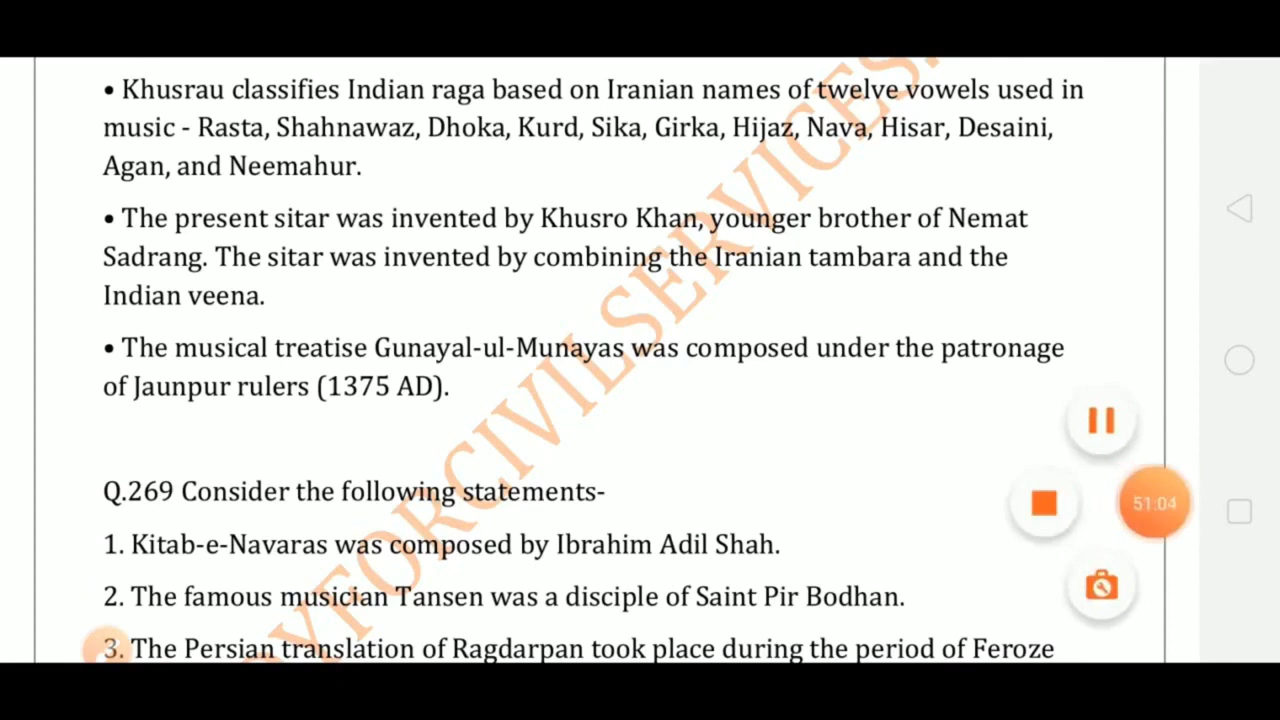 • Khusrau classifies Indian raga based on Iranian names of twelve vowels used in
music - Rasta, Shahnawaz, Dhoka, Kurd, Sika, Girka, Hijaz, Nava, Hisar, Desaini,
Agan, and Neemahur.
• The present sitar was invented by Khusro Khan, younger brother of Nemat
Sadrang. The sitar was invented by combining the Iranian tambara and the
Indian veena.
• The musical treatise Gunayal-ul-Munayas was composed under the patronage
of Jaunpur rulers (1375 AD).
Q.269 Consider the following statements-
1. Kitab-e-Navaras was composed by Ibrahim Adil Shah.
2. The famous musician Tansen was a disciple of Saint Pir Bodhan.
3. The Persian translation of Ragdarpan took place during the period of Feroze
51:04
DYFORCIVILSERVICES.